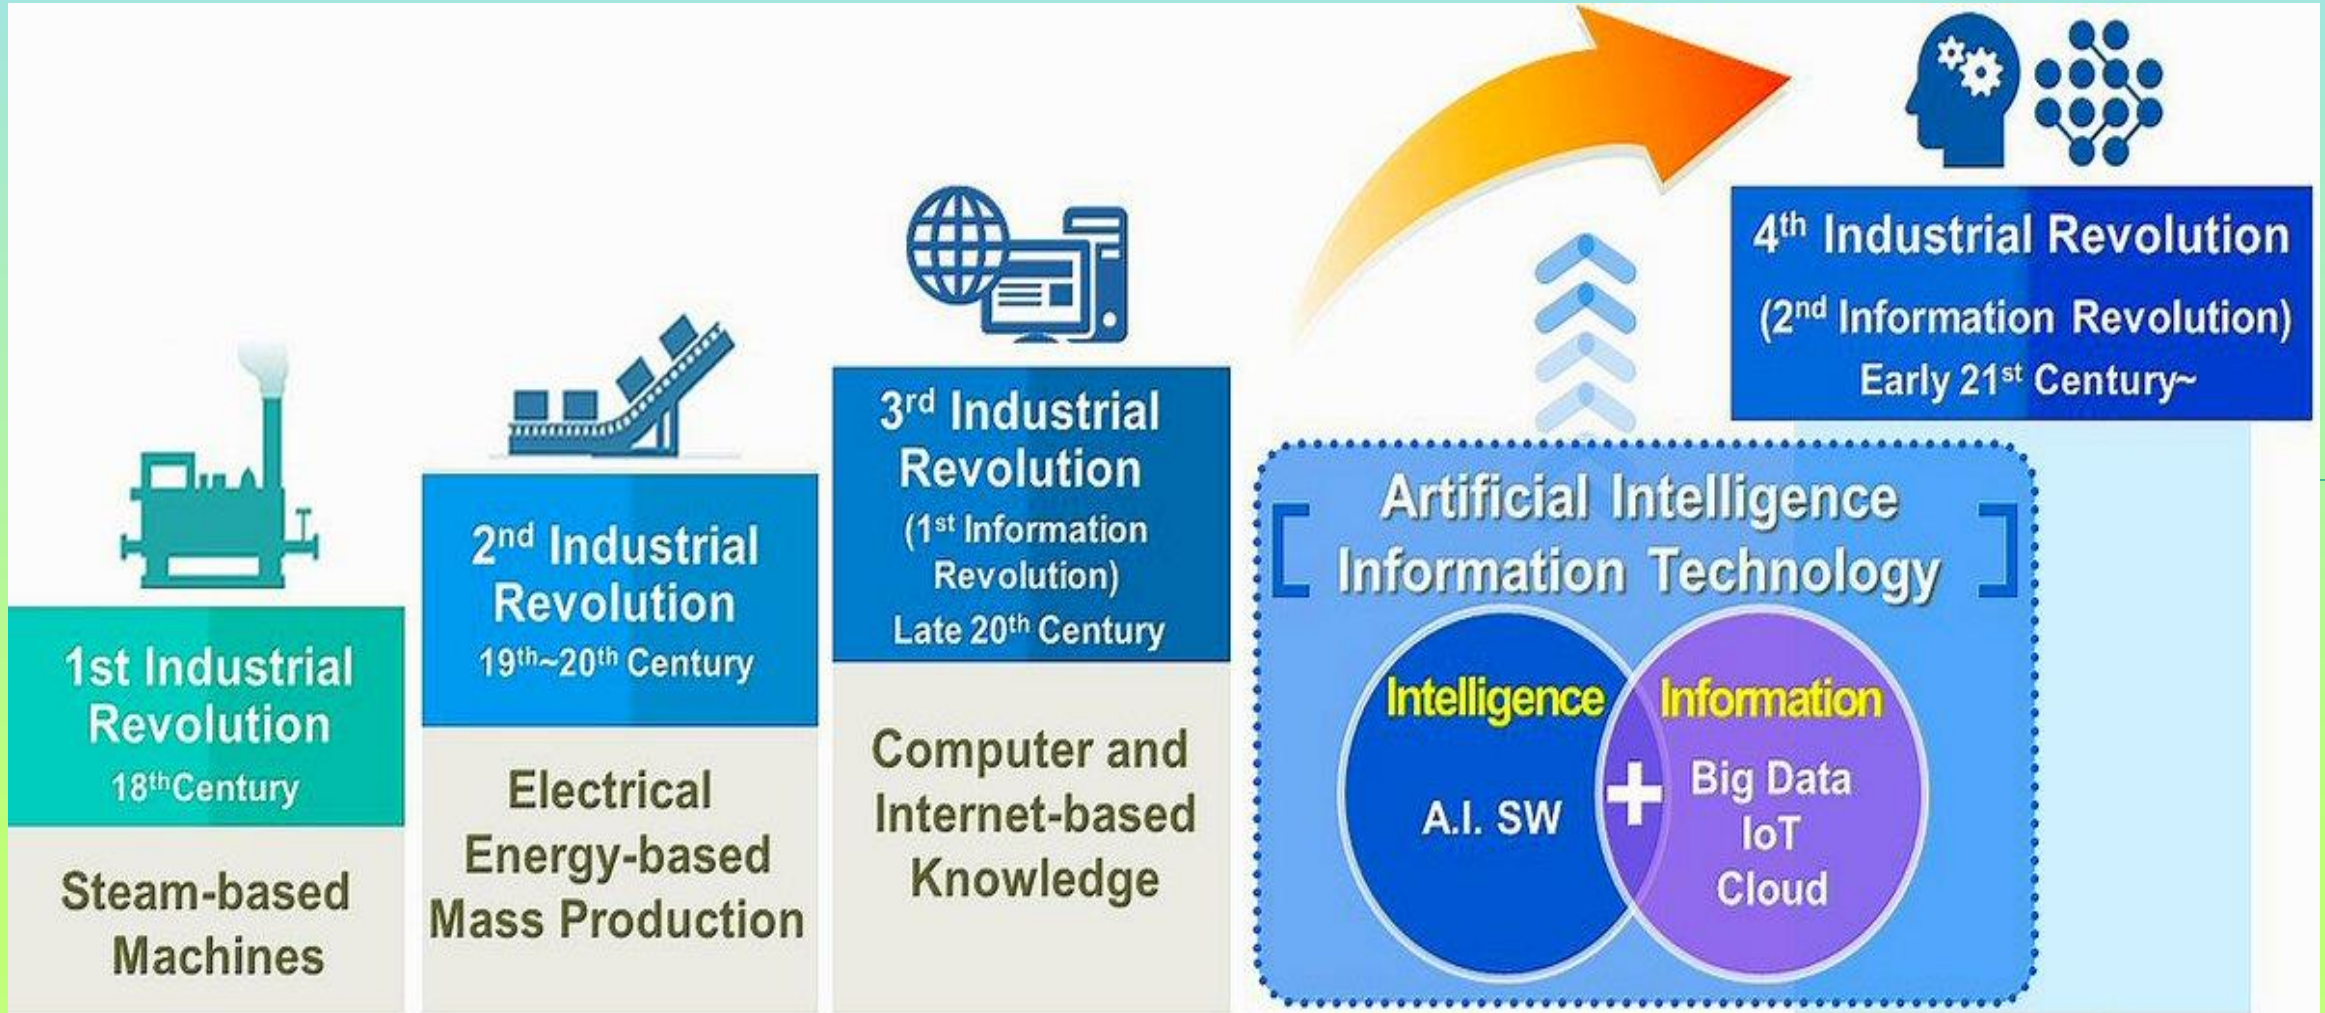 1st Industrial
Revolution
18thCentury
Steam-based
Machines
2nd Industrial
Revolution
19th~20th Century
Electrical
Energy-based
Mass Production
3rd Industrial
Revolution
(1st Information
Revolution)
Late 20th Century
Computer and
Internet-based
Knowledge
4th Industrial Revolution
(2nd Information Revolution)
Early 21st Century~
[ Artificial Intelligence
Information Technology ]
Intelligence
A.I. SW
+
Information
Big Data
IoT
Cloud